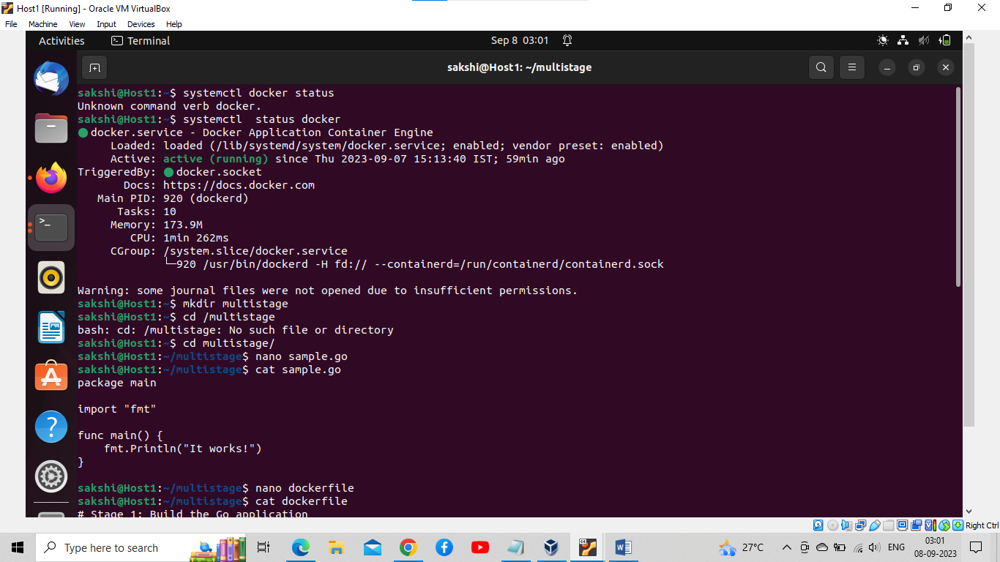 Host1 [Running] - Oracle VM VirtualBox
File Machine View Input Devices Help
Activities Terminal Sep 8 03:01
sakshi@Host1: ~/multistage
sakshi@Host1:~$ systemctl docker status
Unknown command verb docker.
sakshi@Host1:~$ systemctl  status docker
docker.service - Docker Application Container Engine
Loaded: loaded (/lib/systemd/system/docker.service; enabled; vendor preset: enabled)
Active: active (running) since Thu 2023-09-07 15:13:40 IST; 59min ago
TriggeredBy: docker.socket
Docs: https://docs.docker.com
Main PID: 920 (dockerd)
Tasks: 10
Memory: 173.9M
CPU: 1min 262ms
CGroup: /system.slice/docker.service
└─920 /usr/bin/dockerd -H fd:// --containerd=/run/containerd/containerd.sock
Warning: some journal files were not opened due to insufficient permissions.
sakshi@Host1:~$ mkdir multistage
sakshi@Host1:~$ cd /multistage
bash: cd: /multistage: No such file or directory
sakshi@Host1:~$ cd multistage/
sakshi@Host1:~/multistage$ nano sample.go
sakshi@Host1:~/multistage$ cat sample.go
package main
import "fmt"
func main() {
    fmt.Println("It works!")
}
sakshi@Host1:~/multistage$ nano dockerfile
sakshi@Host1:~/multistage$ cat dockerfile
# Stage 1: Build the Go application
Right Ctrl
Type here to search
27°C
ENG
03:01
08-09-2023